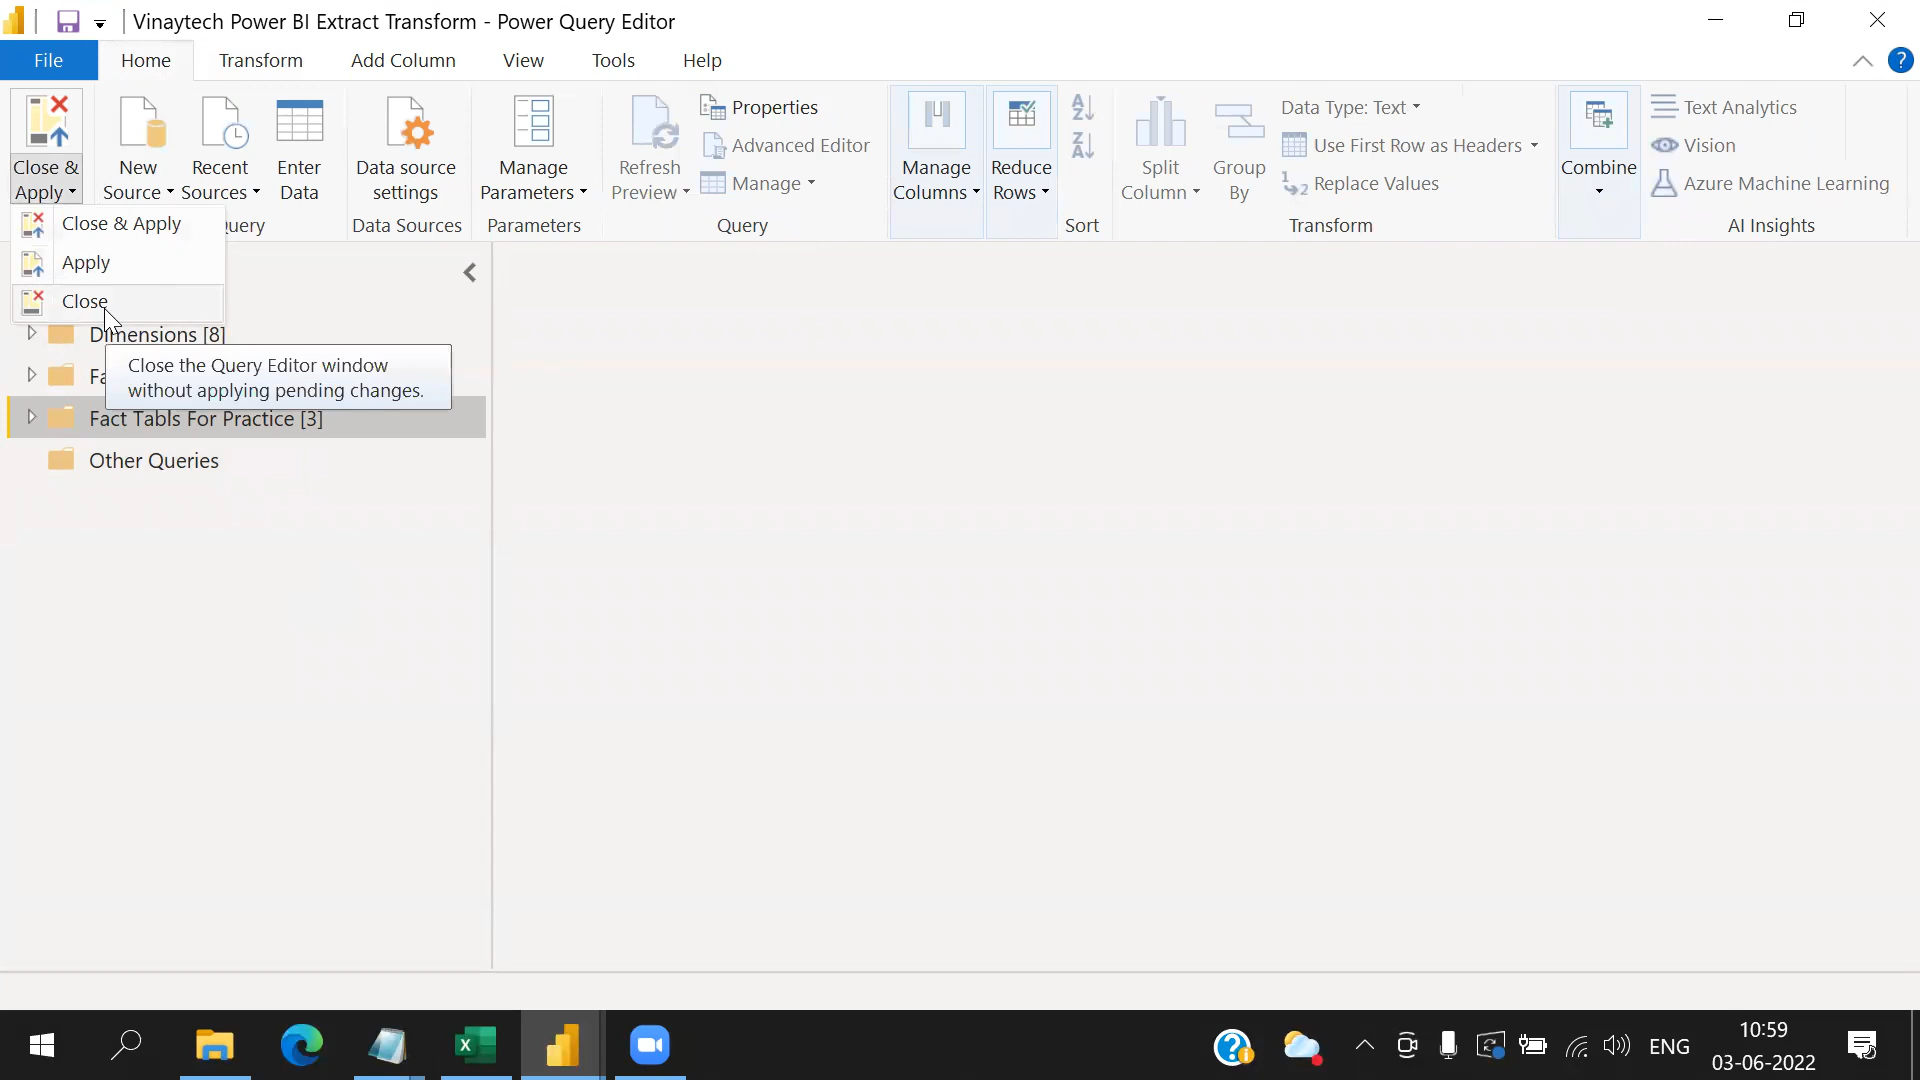 Vinaytech Power BI Extract Transform - Power Query Editor
File Home Transform Add Column View Tools Help
Close & Apply
New Source
Recent Sources
Enter Data
Data source settings
Data Sources
Manage Parameters
Parameters
Refresh Preview
Properties
Advanced Editor
Manage
Query
Manage Columns
Reduce Rows
Sort
Split Column
Group By
Data Type: Text
Use First Row as Headers
Replace Values
Transform
Combine
Text Analytics
Vision
Azure Machine Learning
AI Insights
Close & Apply
Apply
Close
Dimensions [8]
Close the Query Editor window
without applying pending changes.
Fact Tabls For Practice [3]
Other Queries
ENG
10:59
03-06-2022